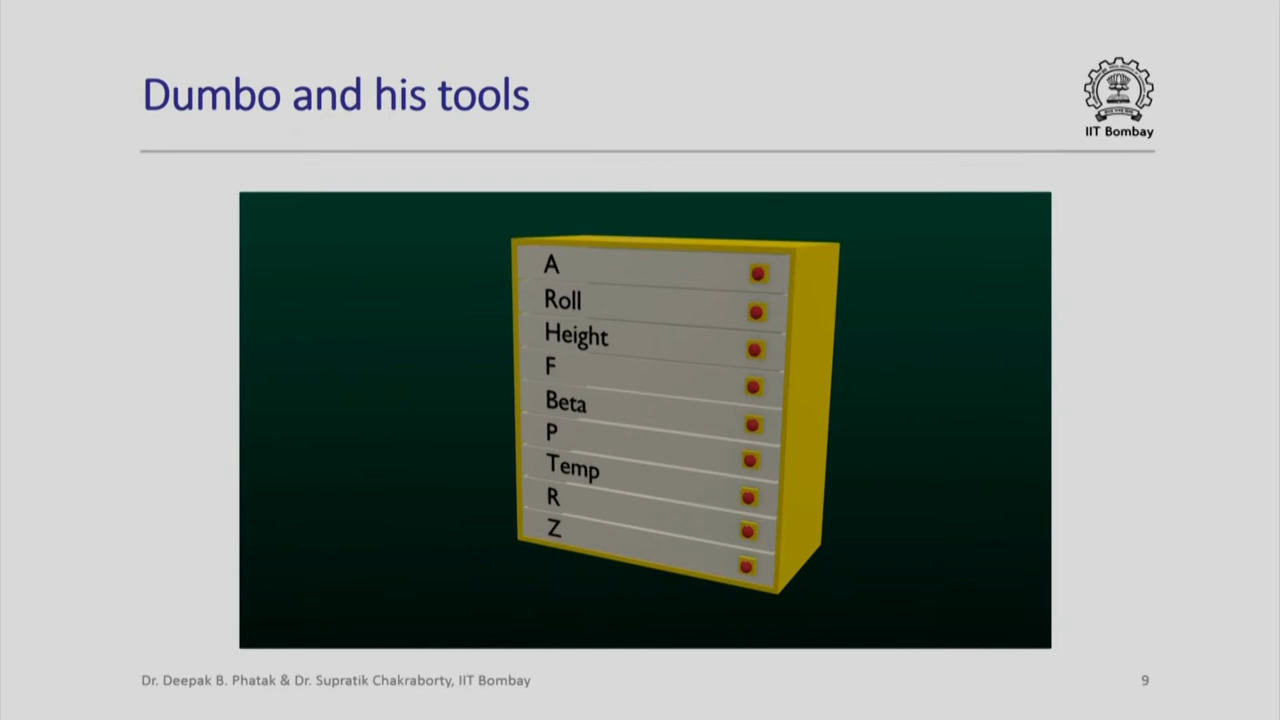 Dumbo and his tools
IIT Bombay
A
Roll
Height
F
Beta
P
Temp
R
Z
Dr. Deepak B. Phatak & Dr. Supratik Chakraborty, IIT Bombay
9